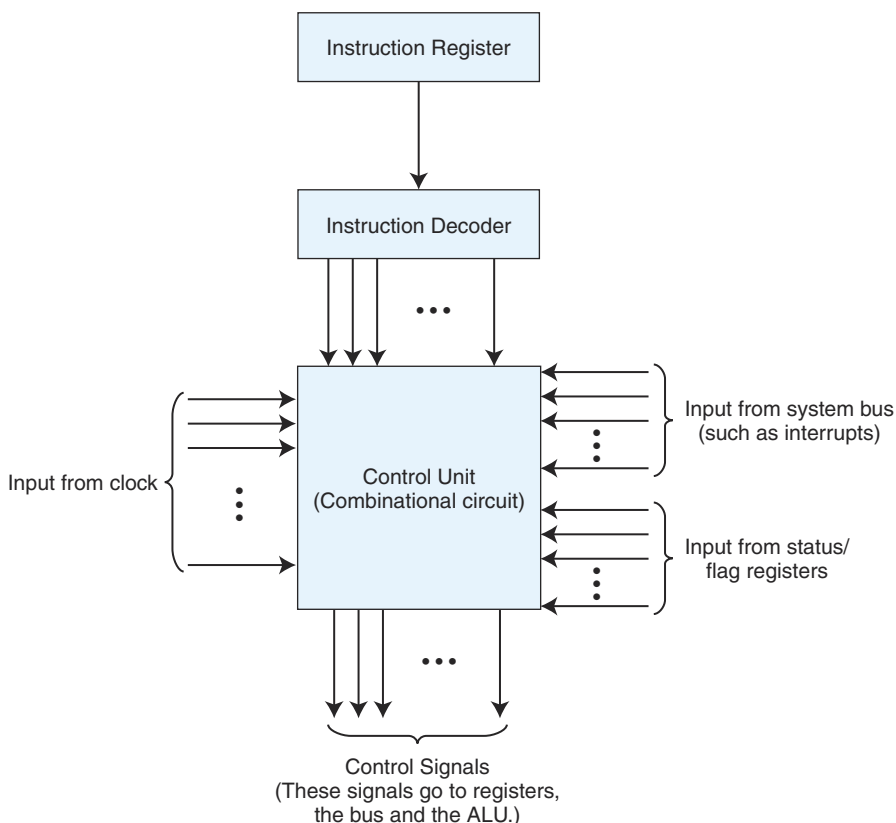 Instruction Register
Instruction Decoder
Input from system bus
(such as interrupts)
Input from clock
Control Unit
(Combinational circuit)
Input from status/
flag registers
Control Signals
(These signals go to registers,
the bus and the ALU.)